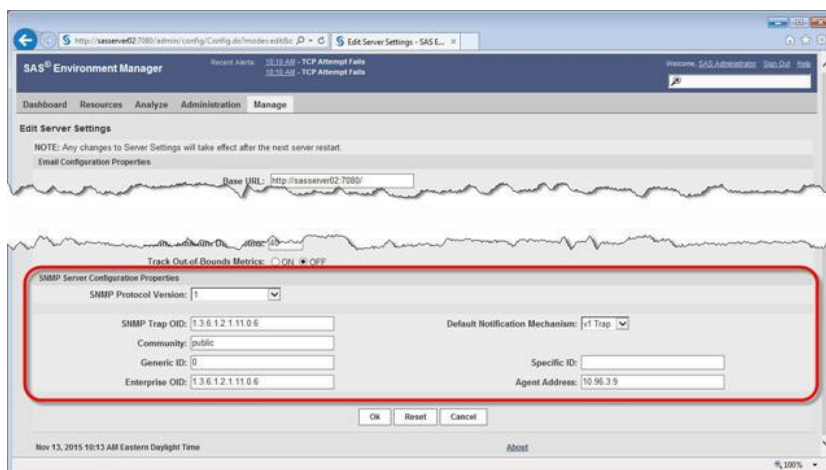 http://sasserver02:7080/admin/config/Config.do?mode=edit&c
Edit Server Settings - SAS E...
SAS® Environment Manager
Recent Alerts: 10:10 AM - TCP Attempt Fails
10:10 AM - TCP Attempt Fails
Welcome, SAS Administrator Sign Out Help
Dashboard Resources Analyze Administration Manage
Edit Server Settings
NOTE: Any changes to Server Settings will take effect after the next server restart.
Email Configuration Properties
Base URL: http://sasserver02:7080/
Track Out-of-Bounds Metrics: ON OFF
SNMP Server Configuration Properties
SNMP Protocol Version: 1
SNMP Trap OID: 1.3.6.1.2.1.11.0.6 Default Notification Mechanism: v1 Trap
Community: public
Generic ID: 0 Specific ID:
Enterprise OID: 1.3.6.1.2.1.11.0.6 Agent Address: 10.96.3.9
Ok Reset Cancel
Nov 13, 2015 10:13 AM Eastern Daylight Time About
100%